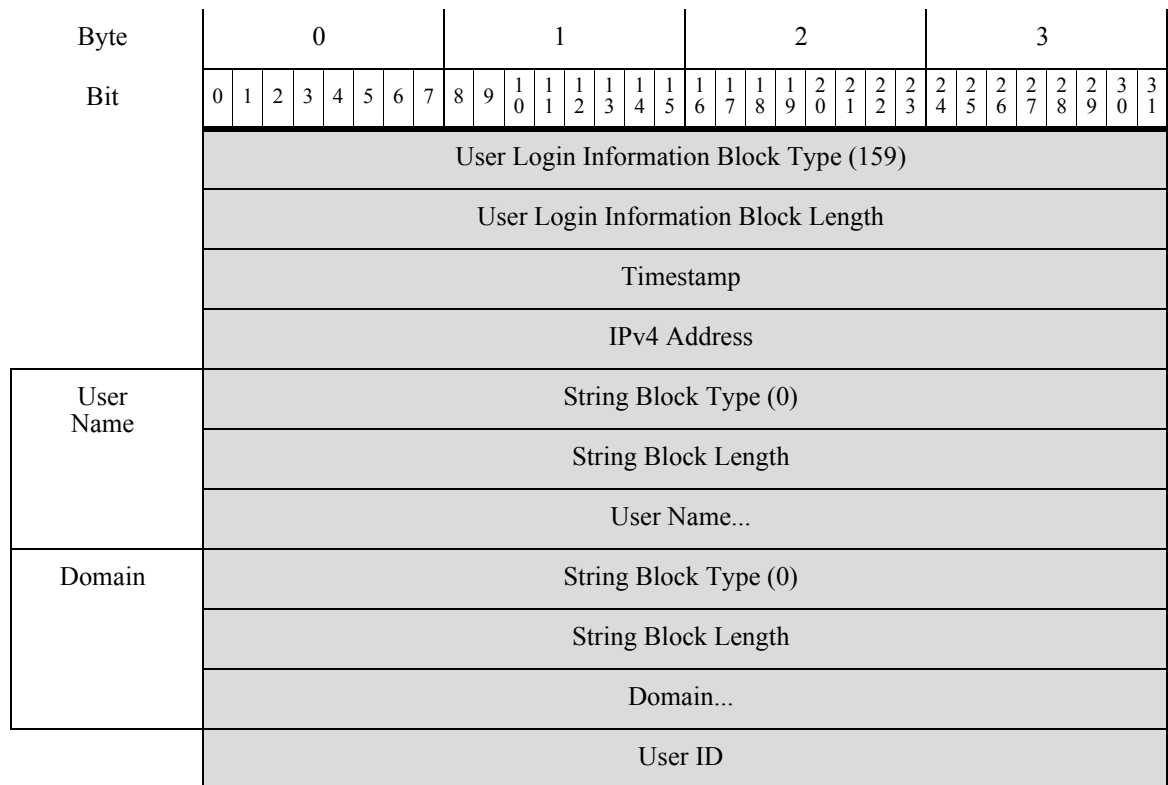 Byte 0 1 2 3
Bit 0 1 2 3 4 5 6 7 8 9 10 11 12 13 14 15 16 17 18 19 20 21 22 23 24 25 26 27 28 29 30 31
User Login Information Block Type (159)
User Login Information Block Length
Timestamp
IPv4 Address
User String Block Type (0)
Name
String Block Length
User Name...
Domain String Block Type (0)
String Block Length
Domain...
User ID